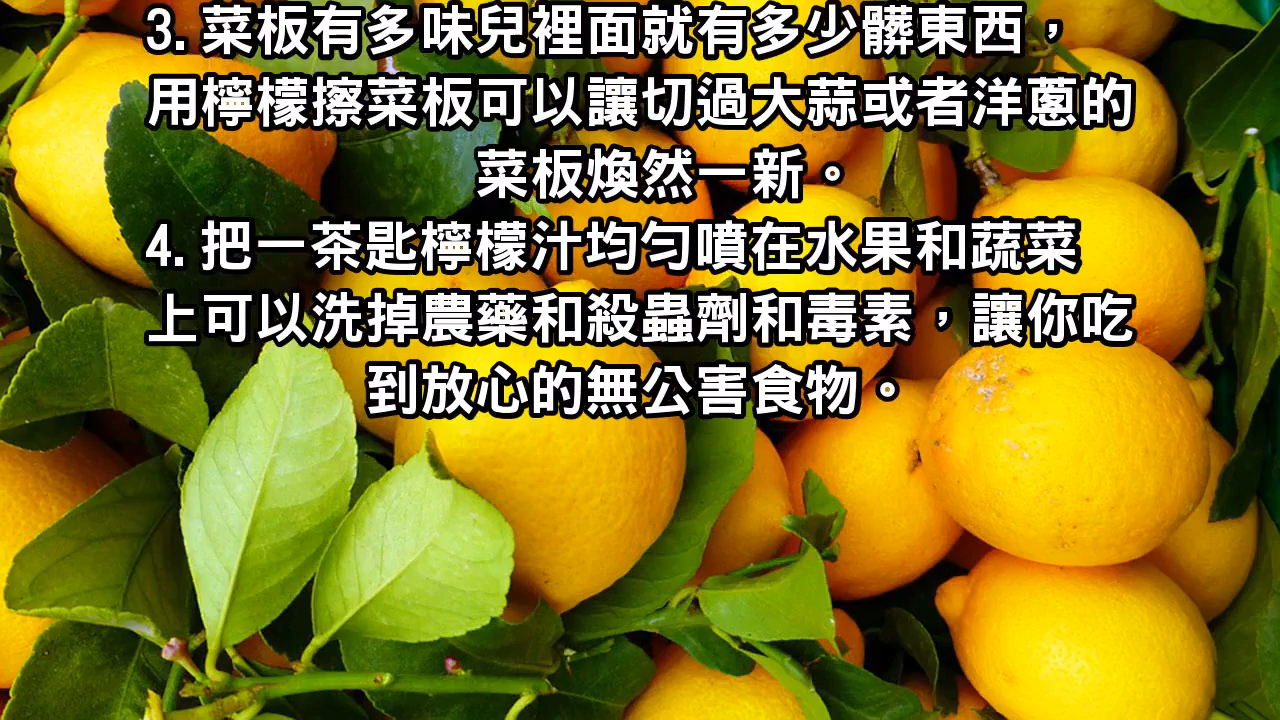 3.菜板有多味兒裡面就有多少髒東西，
用檸檬擦菜板可以讓切過大蒜或者洋蔥的
菜板煥然一新。
4.把一茶匙檸檬汁均勻噴在水果和蔬菜
上可以洗掉農藥和殺蟲劑和毒素，讓你吃
到放心的無公害食物。